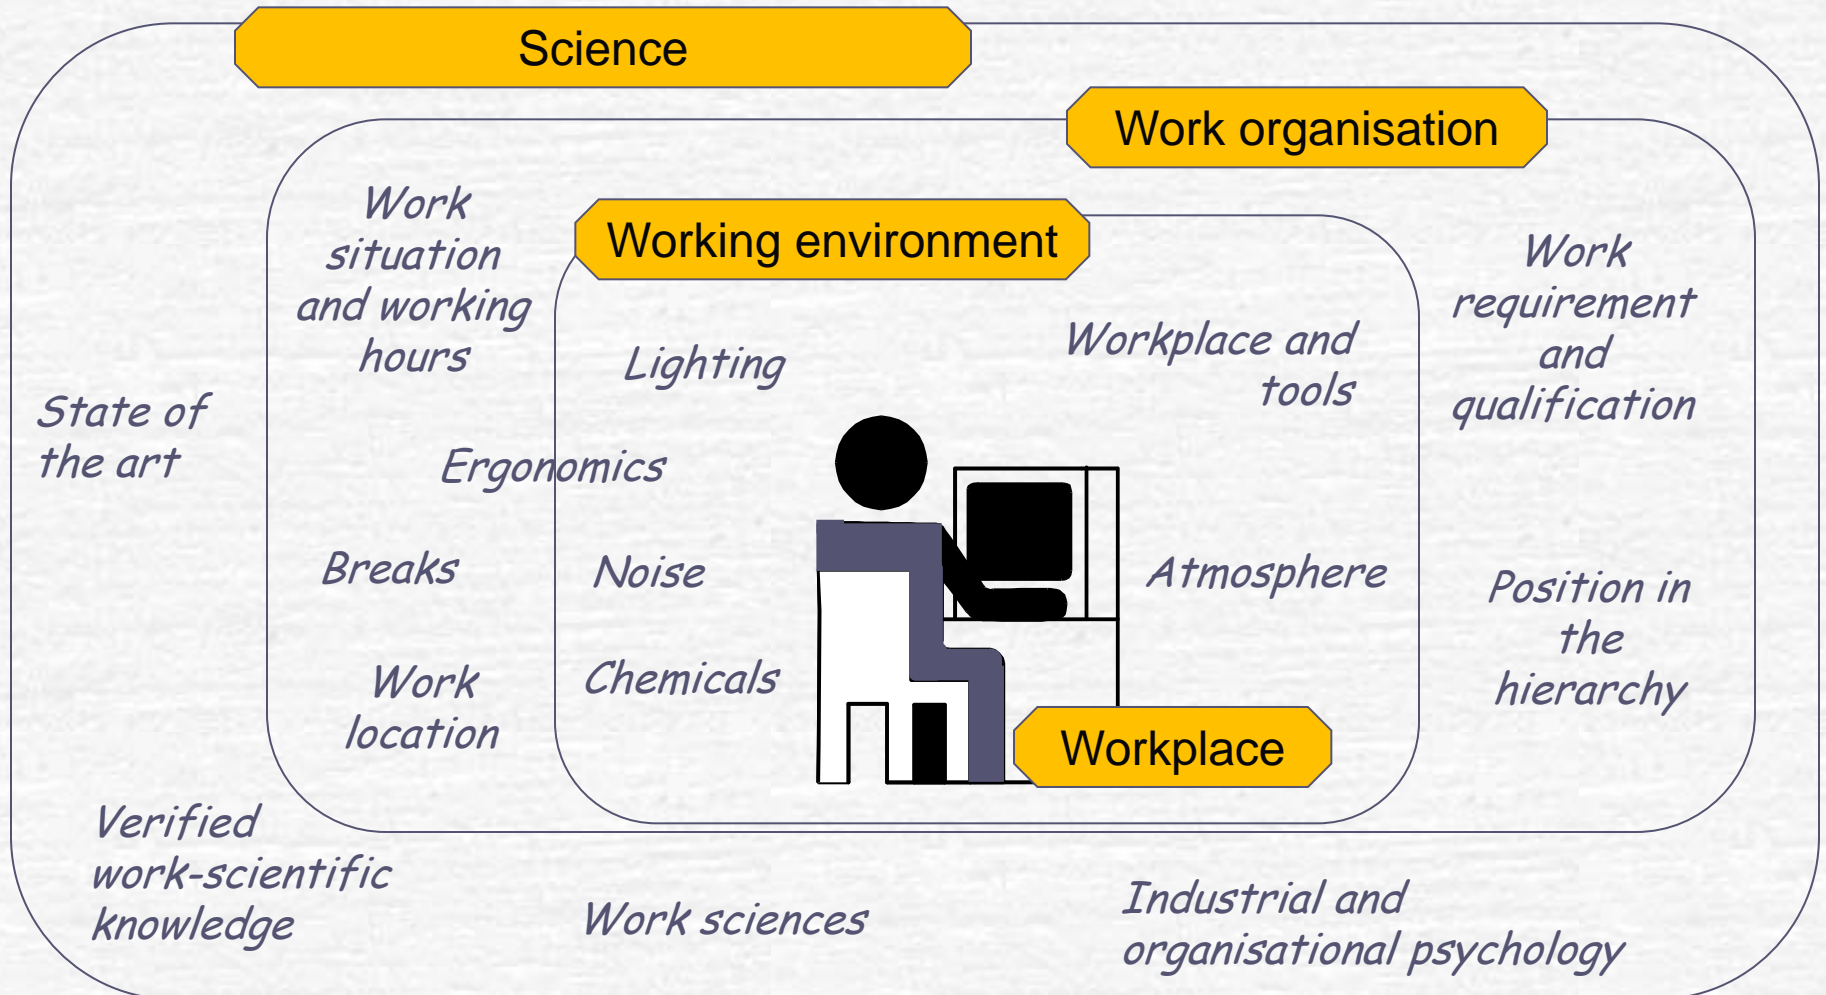 Science
Work organisation
Work
situation
and working
hours
Working environment
Work
requirement
and
qualification
Lighting
Workplace and
tools
State of
the art
Ergonomics
Breaks
Noise
Atmosphere
Position in
the
hierarchy
Work
location
Chemicals
Workplace
Verified
work-scientific
knowledge
Work sciences
Industrial and
organisational psychology